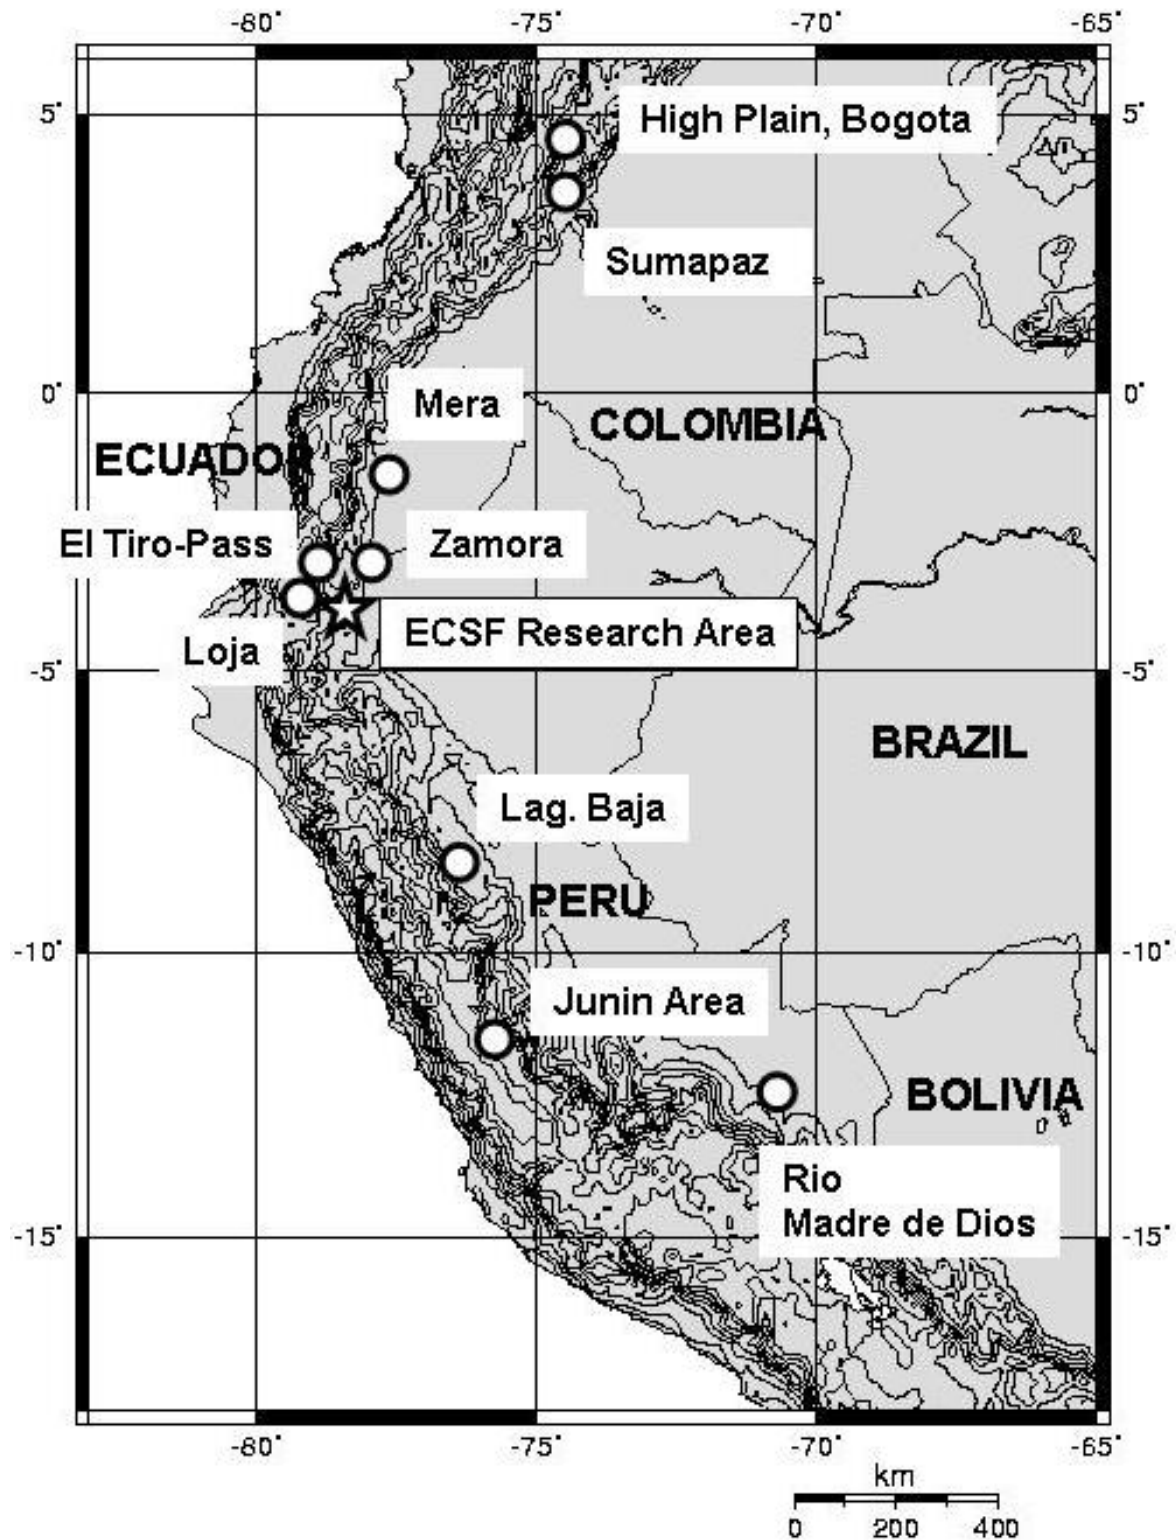 -80° -75° -70° -65°
5° High Plain, Bogota 5°
Sumapaz
0° 0°
Mera
COLOMBIA
ECUADOR
El Tiro-Pass Zamora
ECSF Research Area
Loja
-5° -5°
BRAZIL
Lag. Baja
PERU
-10° -10°
Junin Area
BOLIVIA
Rio
Madre de Dios
-15° -15°
-80° -75° -70° -65°
km
0 200 400